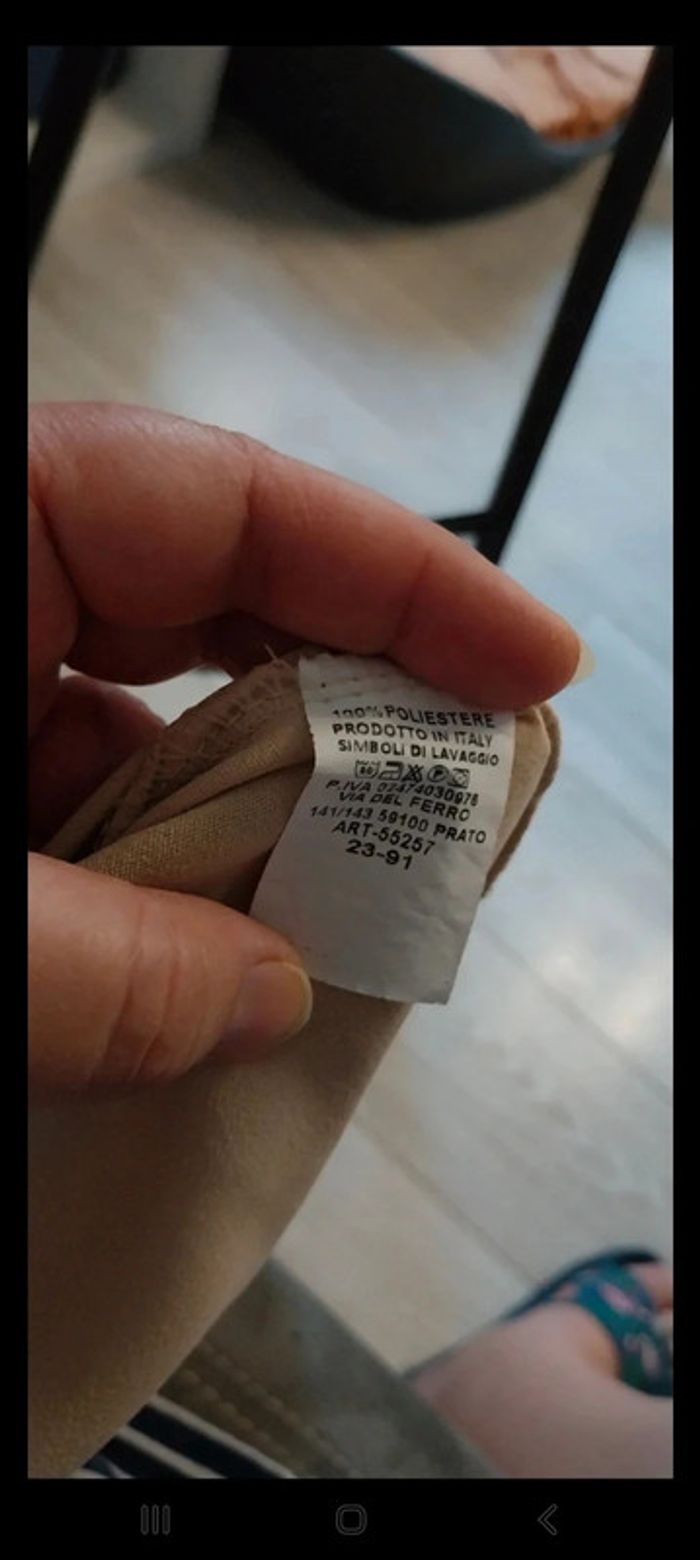 100% POLIESTERE
PRODOTTO IN ITALY
SIMBOLI DI LAVAGGIO
P.IVA 02474030976
VIA DEL FERRO
141/143 59100 PRATO
ART-55257
23-91